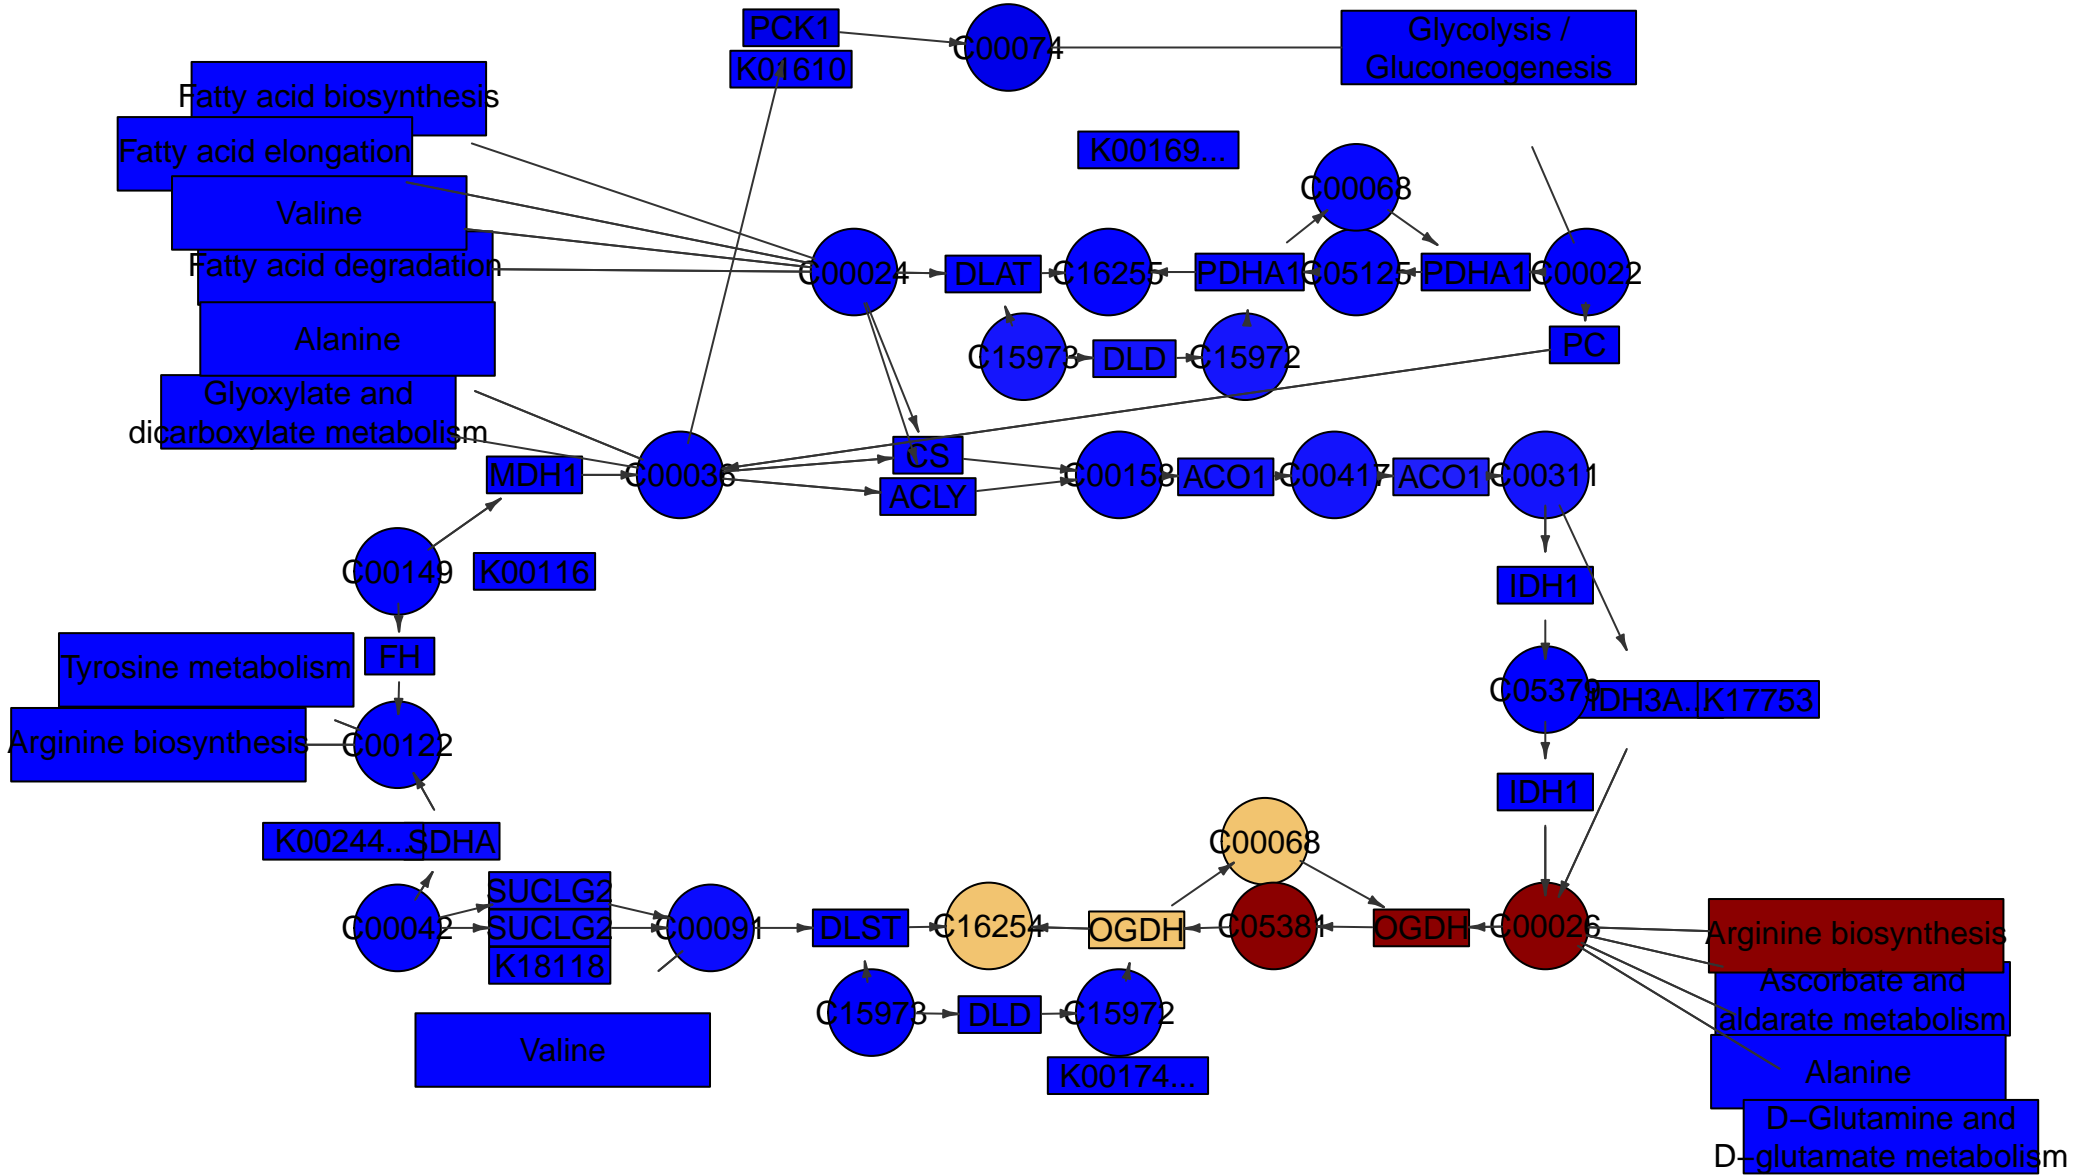 PCK1
C00074
Glycolysis /
Gluconeogenesis
K01610
Fatty acid biosynthesis
Fatty acid elongation
K00169...
C00068
Valine
Fatty acid degradation
C00024
DLAT
C16255
PDHA1
C05125
PDHA1
C00022
Alanine
C15973
DLD
C15972
PC
Glyoxylate and
dicarboxylate metabolism
MDH1
C00036
CS
ACLY
C00158
ACO1
C00417
ACO1
C00311
C00149
K00116
IDH1
FH
Tyrosine metabolism
C05379
IDH3A...
K17753
Arginine biosynthesis
C00122
IDH1
K00244...
SDHA
C00068
SUCLG2
C00042
SUCLG2
K18118
C00091
DLST
C16254
OGDH
C05381
OGDH
C00026
Arginine biosynthesis
Ascorbate and
aldarate metabolism
C15973
DLD
C15972
Valine
K00174...
Alanine
D−Glutamine and
D−glutamate metabolism